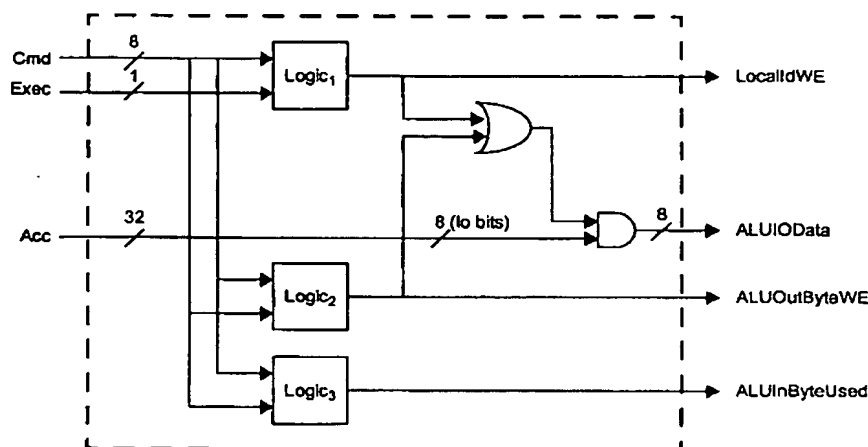 Cmd
8
Exec
1
Logic1
LocalIdWE
Acc
32
8 (lo bits)
8
ALUIOData
Logic2
ALUOutByteWE
Logic3
ALUInByteUsed